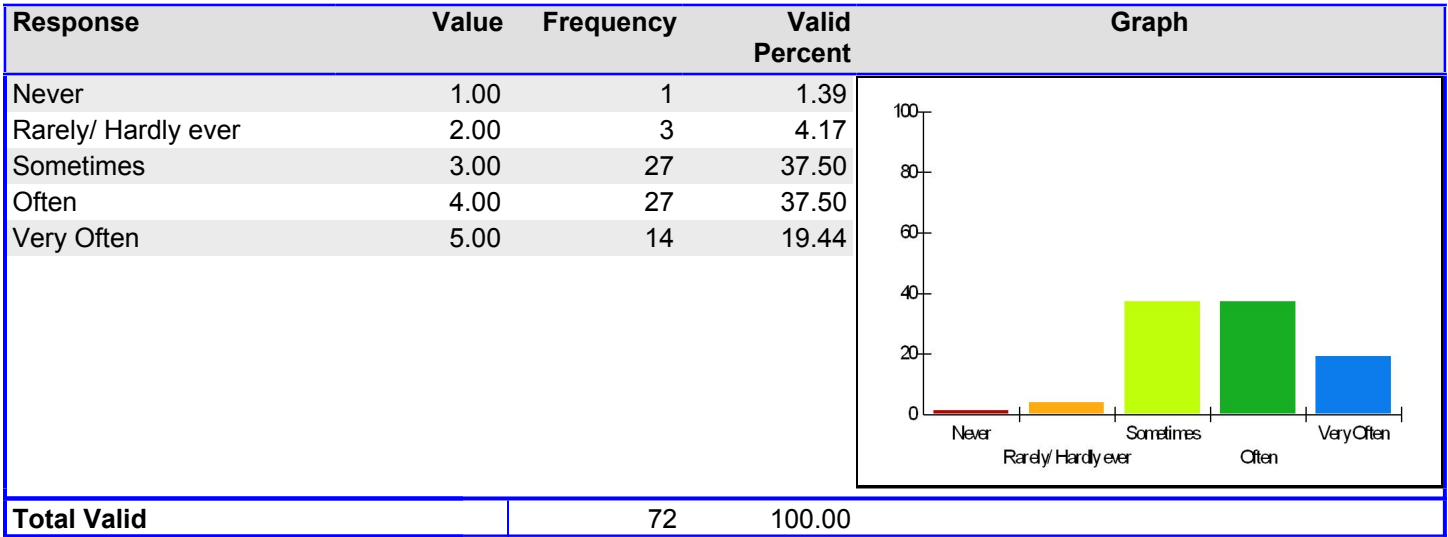 Response Value Frequency Valid Percent Graph
Never 1.00 1 1.39
Rarely/ Hardly ever 2.00 3 4.17
Sometimes 3.00 27 37.50
Often 4.00 27 37.50
Very Often 5.00 14 19.44
100
80
60
40
20
0
Never Sometimes Very Often
Rarely/ Hardly ever Often
Total Valid 72 100.00